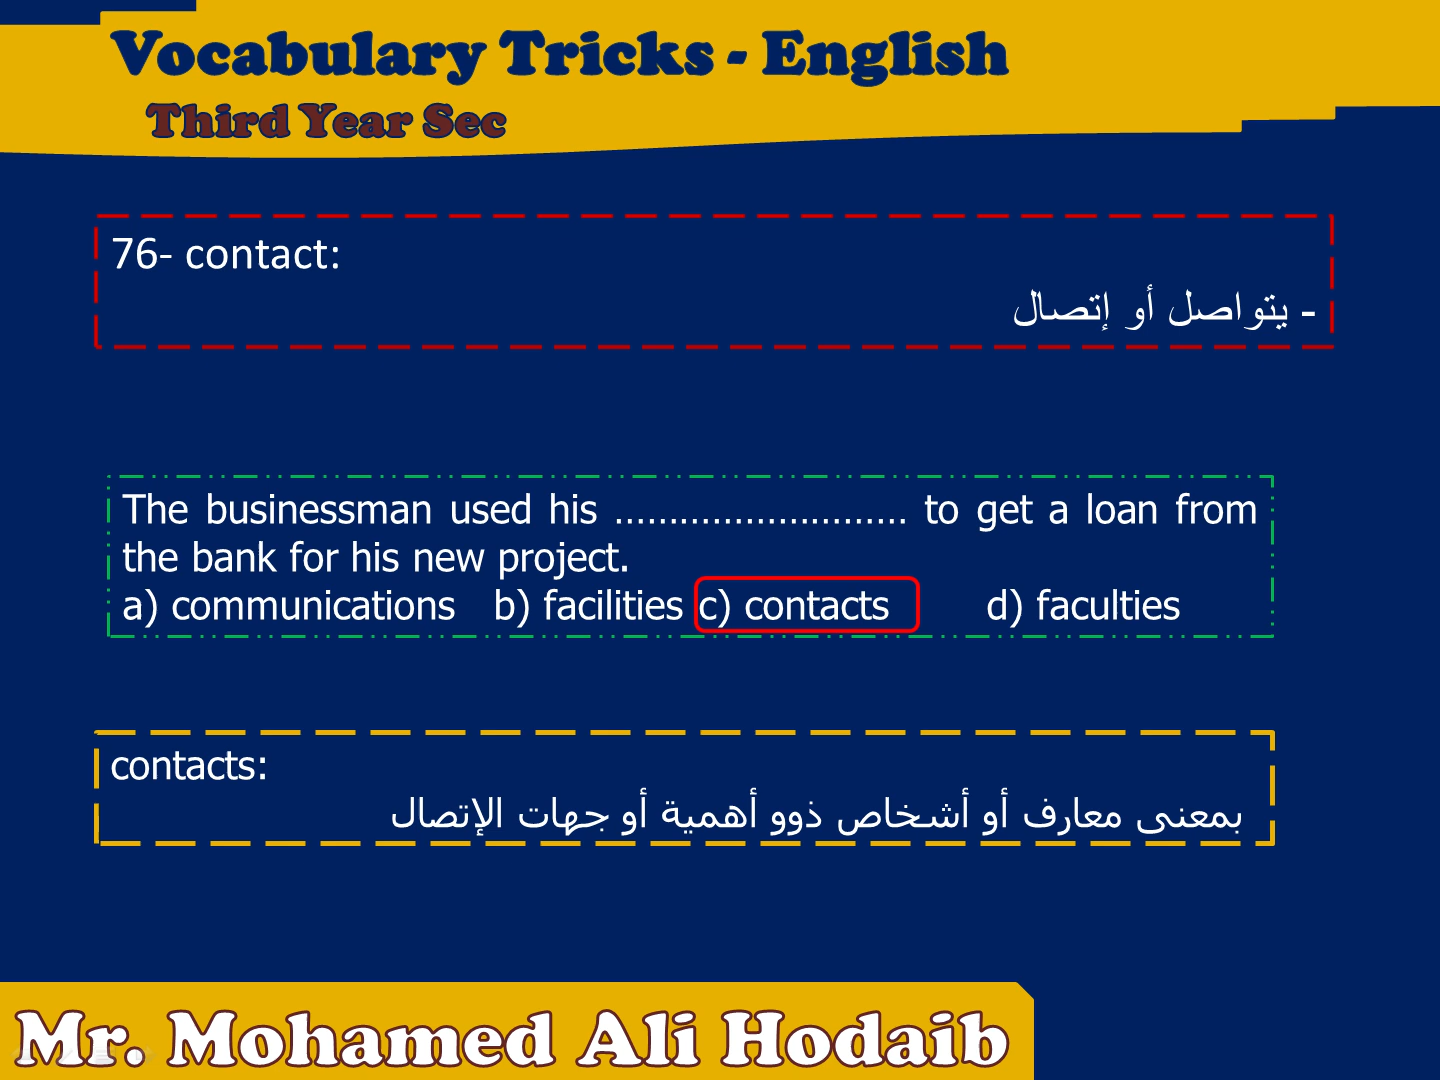 Vocabulary Tricks - English
Third Year Sec
76- contact:
- يتواصل أو إتصال
The businessman used his ........................... to get a loan from
the bank for his new project.
a) communications b) facilities c) contacts d) faculties
contacts:
بمعنى معارف أو أشخاص ذوو أهمية أو جهات الإتصال
Mr. Mohamed Ali Hodaib